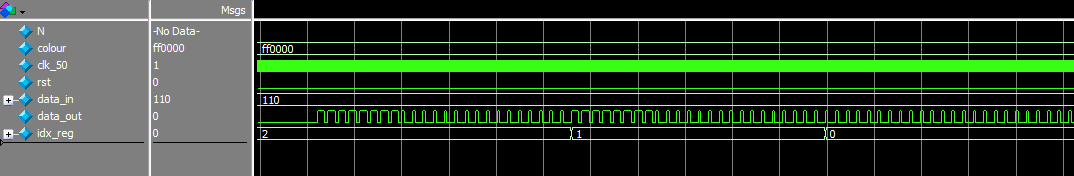 Msgs
N -No Data-
colour ff0000 ff0000
clk_50 1
rst 0
data_in 110 110
data_out 0
idx_reg 0 2 1 0